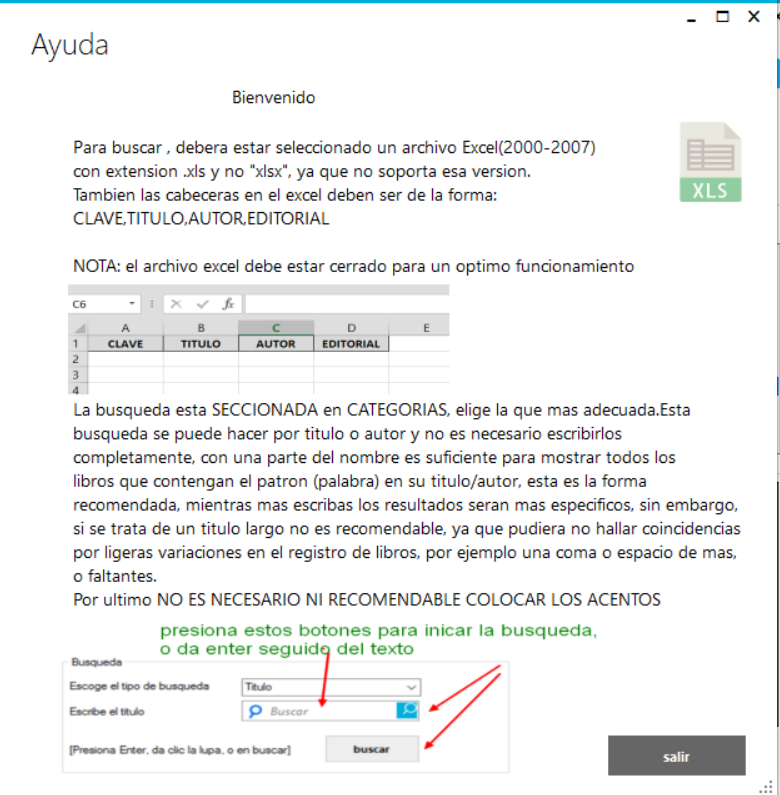 Ayuda
Bienvenido
Para buscar , debera estar seleccionado un archivo Excel(2000-2007)
con extension .xls y no "xlsx", ya que no soporta esa version.
Tambien las cabeceras en el excel deben ser de la forma:
CLAVE,TITULO,AUTOR,EDITORIAL
XLS
NOTA: el archivo excel debe estar cerrado para un optimo funcionamiento
C6 fx
A B C D E
1 CLAVE TITULO AUTOR EDITORIAL
2
3
4
La busqueda esta SECCIONADA en CATEGORIAS, elige la que mas adecuada.Esta
busqueda se puede hacer por titulo o autor y no es necesario escribirlos
completamente, con una parte del nombre es suficiente para mostrar todos los
libros que contengan el patron (palabra) en su titulo/autor, esta es la forma
recomendada, mientras mas escribas los resultados seran mas especificos, sin embargo,
si se trata de un titulo largo no es recomendable, ya que pudiera no hallar coincidencias
por ligeras variaciones en el registro de libros, por ejemplo una coma o espacio de mas,
o faltantes.
Por ultimo NO ES NECESARIO NI RECOMENDABLE COLOCAR LOS ACENTOS
presiona estos botones para inicar la busqueda,
o da enter seguido del texto
Busqueda
Escoge el tipo de busqueda Titulo
Escribe el titulo Buscar
[Presiona Enter, da clic la lupa, o en buscar] buscar
salir